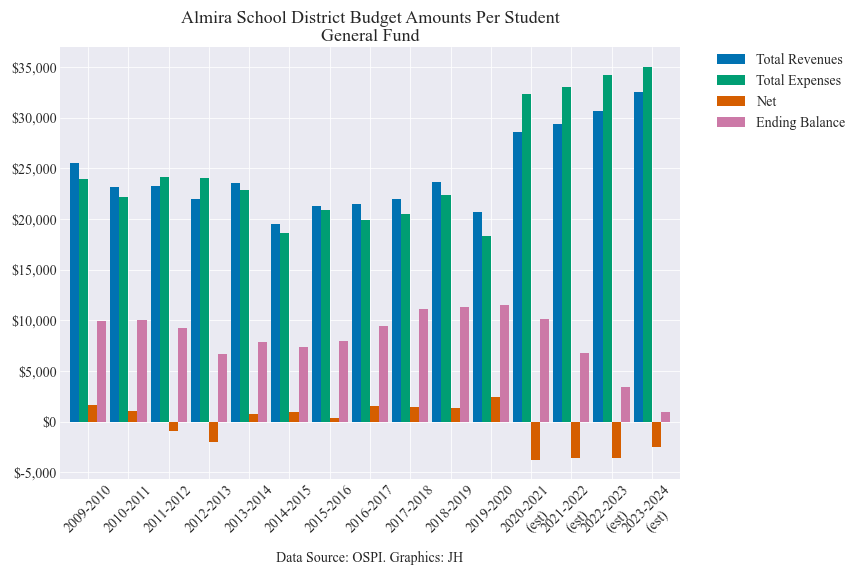 Almira School District Budget Amounts Per Student
General Fund
Total Revenues
Total Expenses
Net
Ending Balance
$35,000
$30,000
$25,000
$20,000
$15,000
$10,000
$5,000
$0
$-5,000
2009-2010
2010-2011
2011-2012
2012-2013
2013-2014
2014-2015
2015-2016
2016-2017
2017-2018
2018-2019
2019-2020
2020-2021
(est)
2021-2022
(est)
2022-2023
(est)
2023-2024
(est)
Data Source: OSPI. Graphics: JH